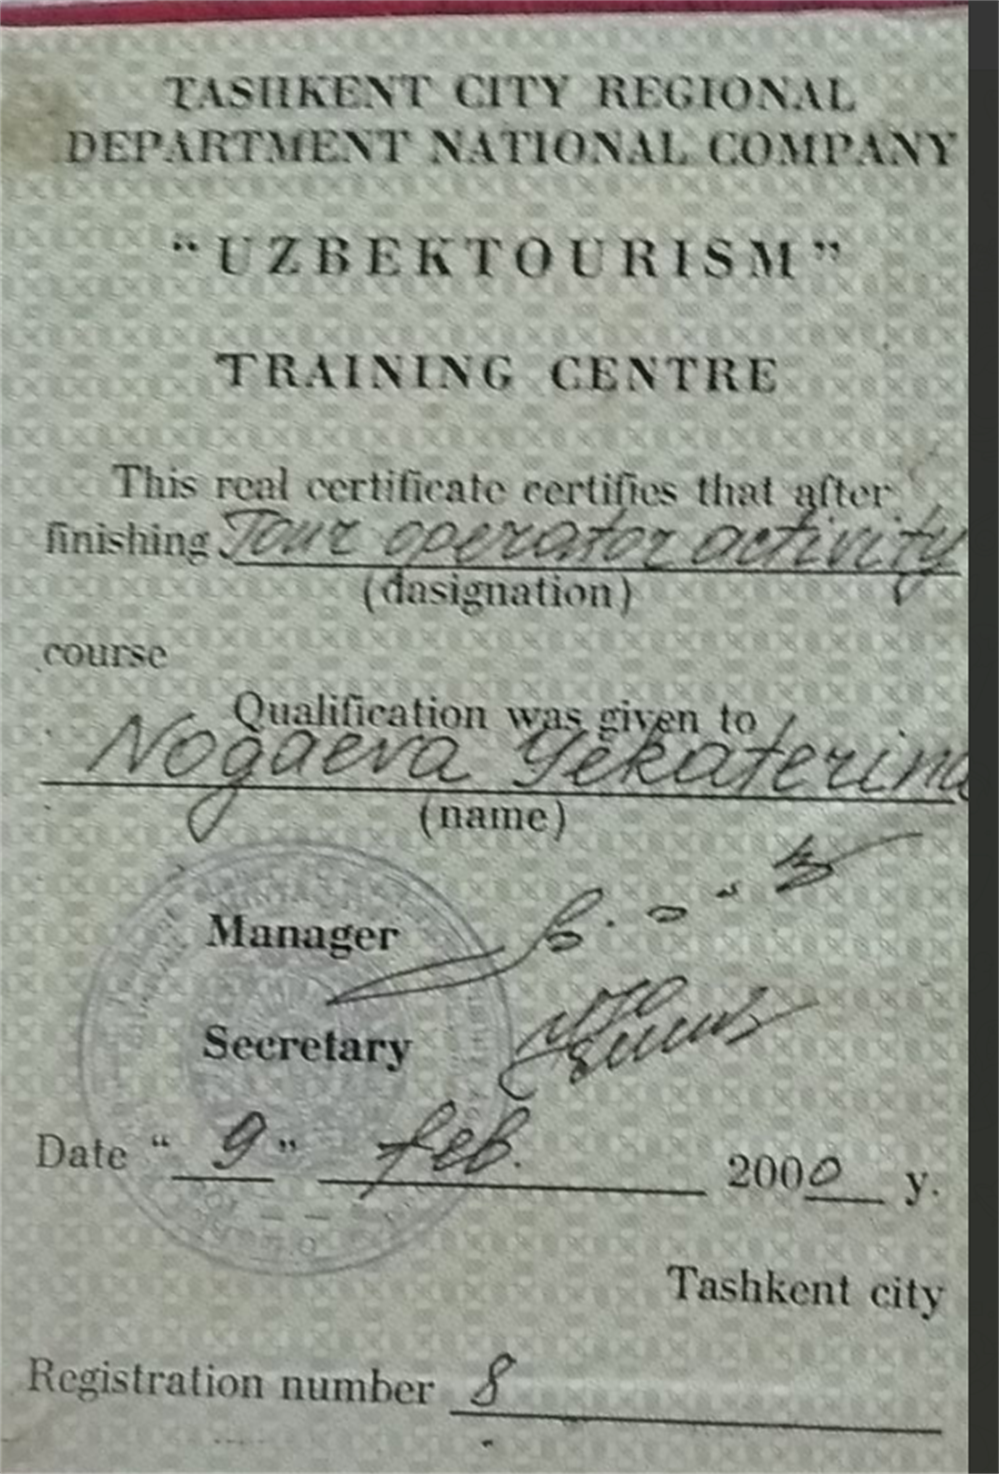 TASHKENT CITY REGIONAL
DEPARTMENT NATIONAL COMPANY
“UZBEKTOURISM”
TRAINING CENTRE
This real certificate certifies that after
finishing Tour operator activity
(dasignation)
course
Qualification was given to
Nogaeva Yekaterina
(name)
Manager
Secretary
Date “ 9 ” feb. 2000 y.
Tashkent city
Registration number 8